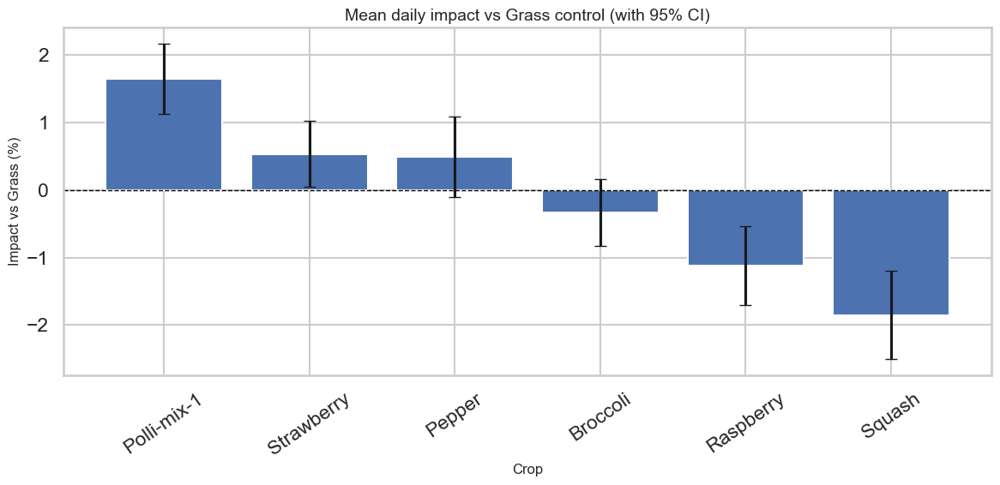 Mean daily impact vs Grass control (with 95% CI)
Impact vs Grass (%)
2
1
0
−1
−2
Polli-mix-1
Strawberry
Pepper
Broccoli
Raspberry
Squash
Crop